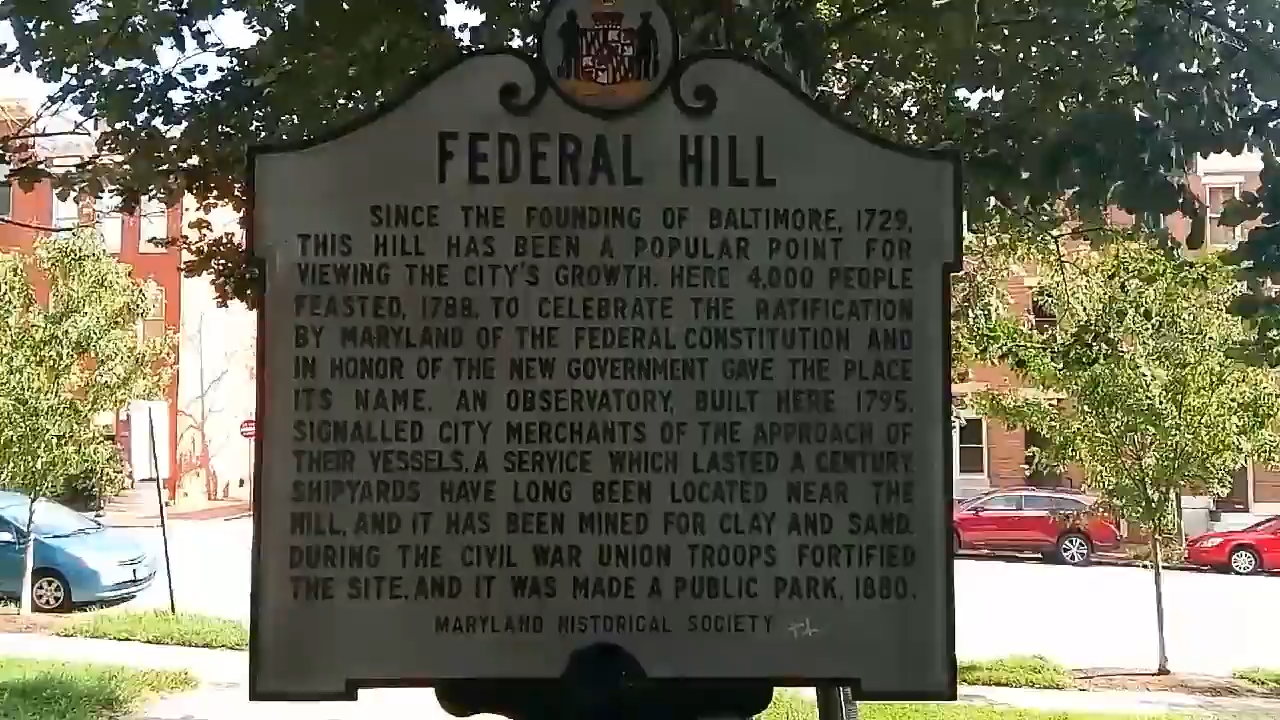 FEDERAL HILL
SINCE THE FOUNDING OF BALTIMORE, 1729,
THIS HILL HAS BEEN A POPULAR POINT FOR
VIEWING THE CITY'S GROWTH. HERE 4,000 PEOPLE
FEASTED, 1788, TO CELEBRATE THE RATIFICATION
BY MARYLAND OF THE FEDERAL CONSTITUTION AND
IN HONOR OF THE NEW GOVERNMENT GAVE THE PLACE
ITS NAME. AN OBSERVATORY, BUILT HERE 1795,
SIGNALLED CITY MERCHANTS OF THE APPROACH OF
THEIR VESSELS, A SERVICE WHICH LASTED A CENTURY.
SHIPYARDS HAVE LONG BEEN LOCATED NEAR THE
HILL, AND IT HAS BEEN MINED FOR CLAY AND SAND.
DURING THE CIVIL WAR UNION TROOPS FORTIFIED
THE SITE, AND IT WAS MADE A PUBLIC PARK, 1880.
MARYLAND HISTORICAL SOCIETY